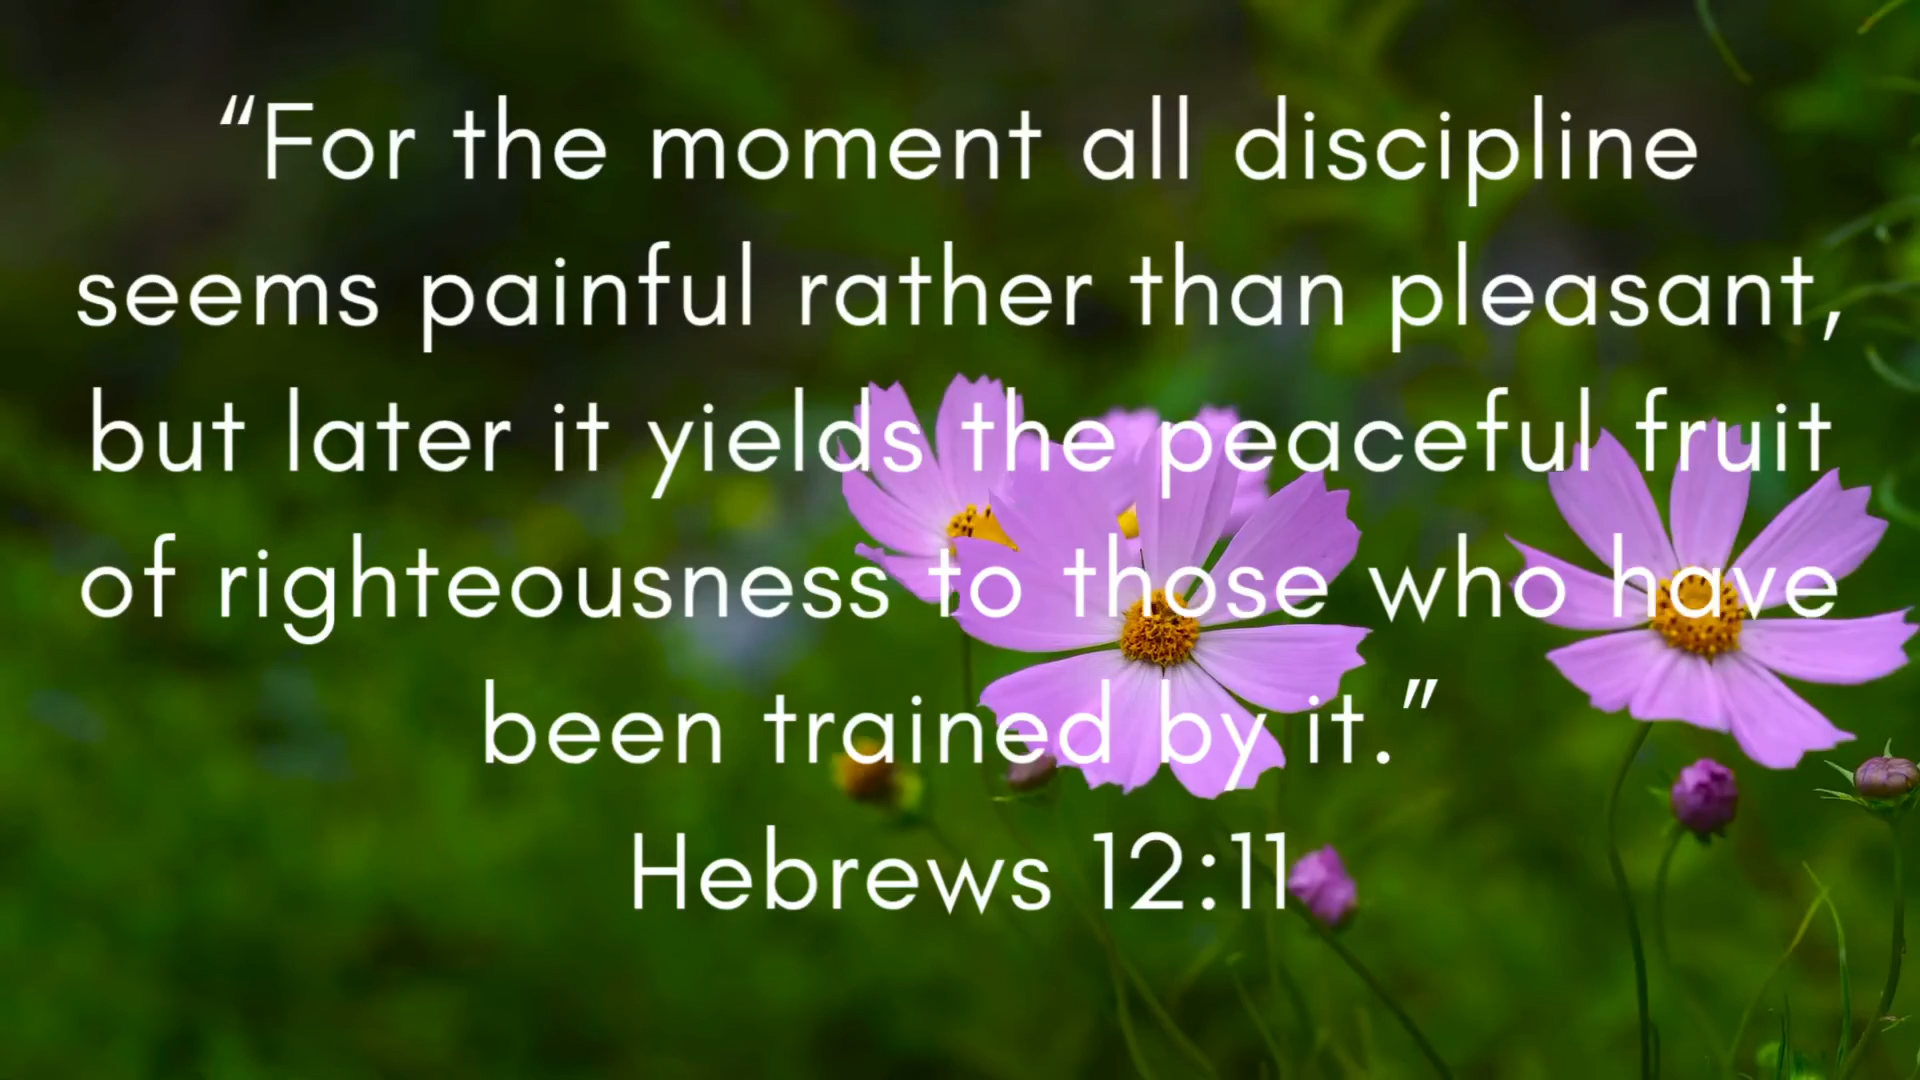 “For the moment all discipline
seems painful rather than pleasant,
but later it yields the peaceful fruit
of righteousness to those who have
been trained by it.”
Hebrews 12:11